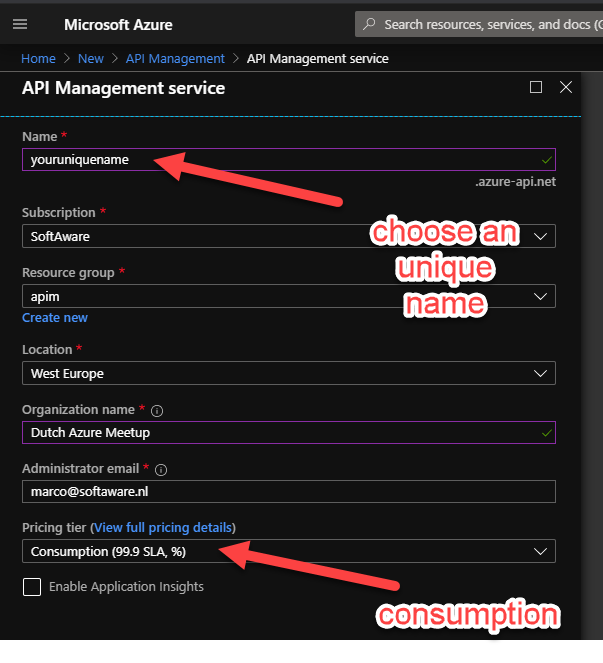 Microsoft Azure
Search resources, services, and docs (G
Home > New > API Management > API Management service
API Management service
Name *
youruniquename
.azure-api.net
Subscription *
SoftAware
choose an
unique
name
Resource group *
apim
Create new
Location *
West Europe
Organization name *
Dutch Azure Meetup
Administrator email *
marco@softaware.nl
Pricing tier (View full pricing details)
Consumption (99.9 SLA, %)
Enable Application Insights
consumption